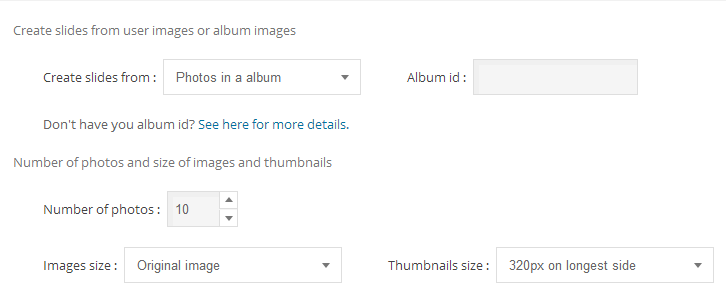 Create slides from user images or album images
Create slides from : Photos in a album Album id :
Don't have you album id? See here for more details.
Number of photos and size of images and thumbnails
Number of photos : 10
Images size : Original image Thumbnails size : 320px on longest side